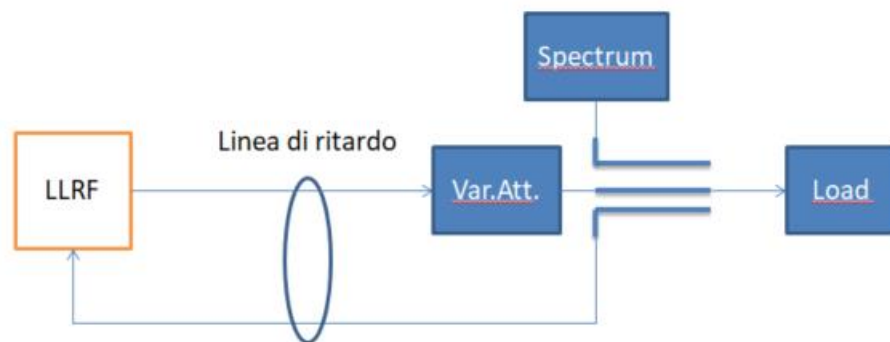 Spectrum
Linea di ritardo
LLRF
Var.Att.
Load